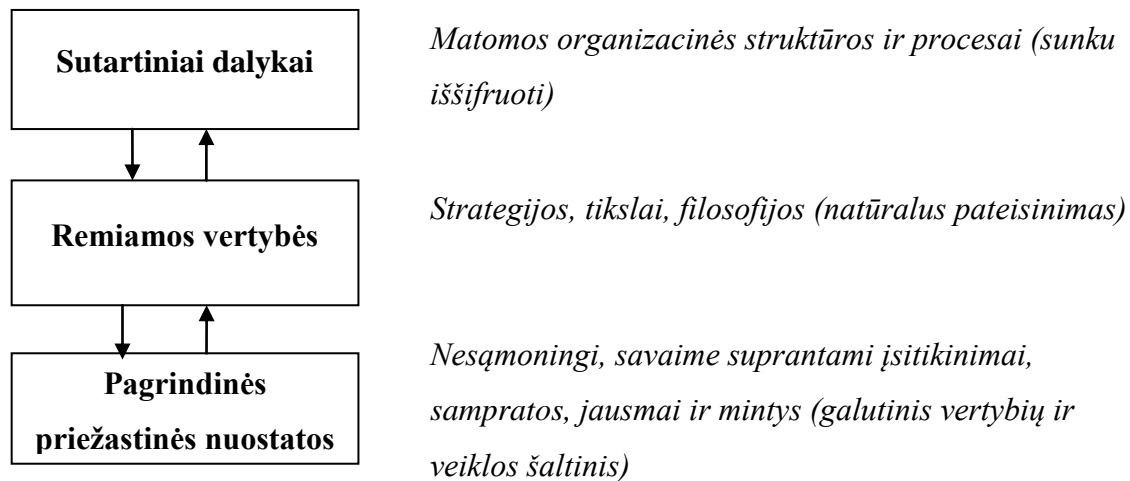 Sutartiniai dalykai
Matomos organizacinės struktūros ir procesai (sunku
iššifruoti)
Remiamos vertybės
Strategijos, tikslai, filosofijos (natūralus pateisinimas)
Pagrindinės
priežastinės nuostatos
Nesąmoningi, savaime suprantami įsitikinimai,
sampratos, jausmai ir mintys (galutinis vertybių ir
veiklos šaltinis)